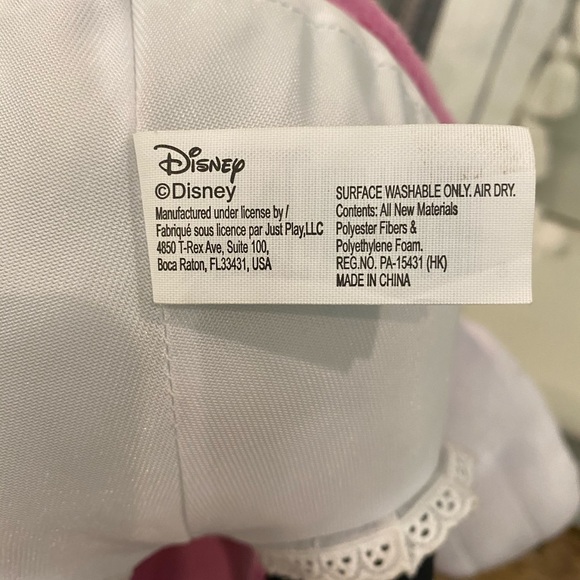 Disney
©Disney
Manufactured under license by /
Fabriqué sous licence par Just Play,LLC
4850 T-Rex Ave, Suite 100,
Boca Raton, FL33431, USA
SURFACE WASHABLE ONLY. AIR DRY.
Contents: All New Materials
Polyester Fibers &
Polyethylene Foam.
REG.NO. PA-15431 (HK)
MADE IN CHINA